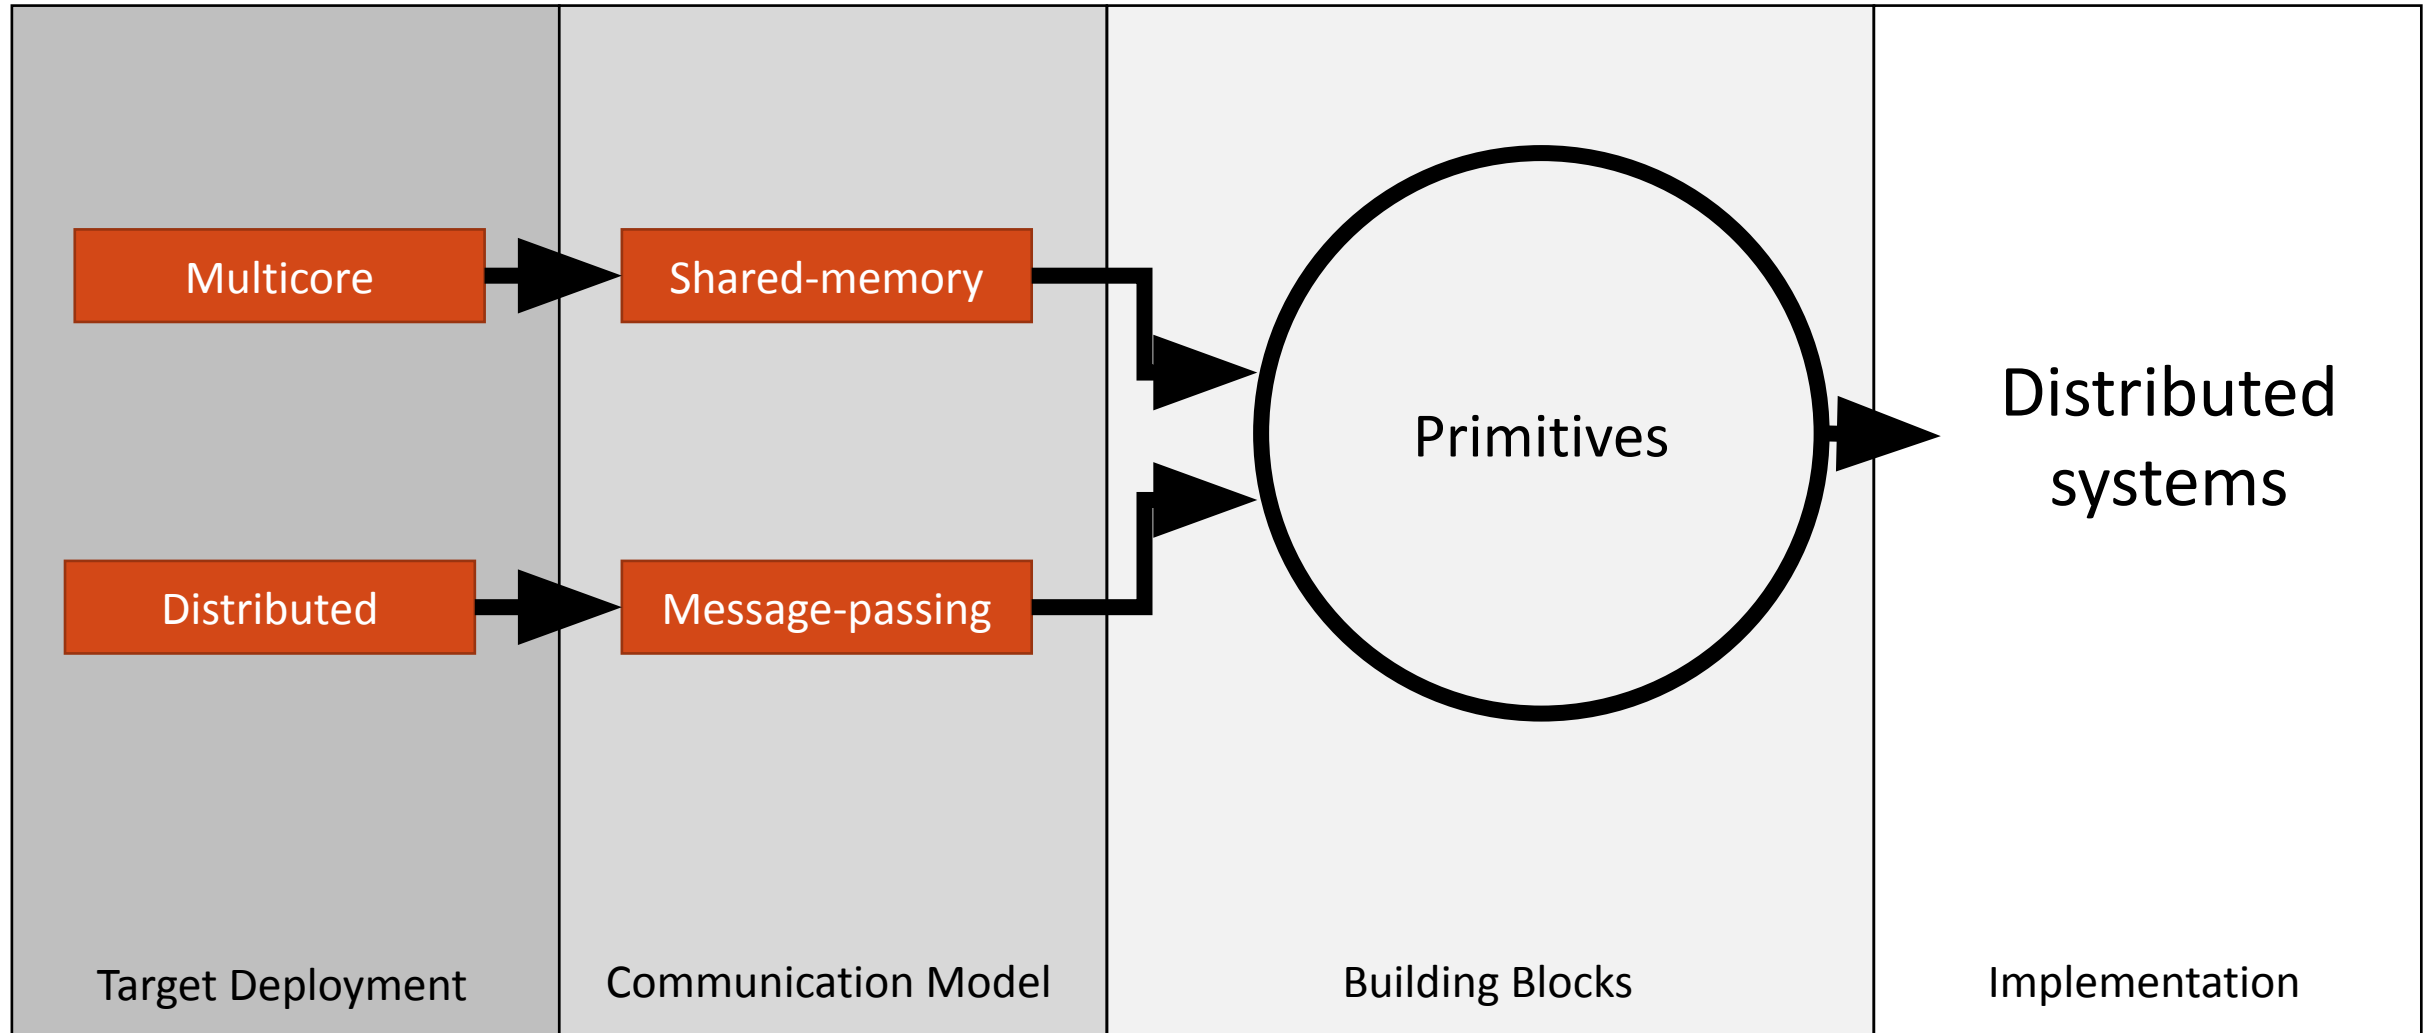 Multicore
Shared-memory
Distributed
systems
Primitives
Distributed
Message-passing
Target Deployment
Communication Model
Building Blocks
Implementation